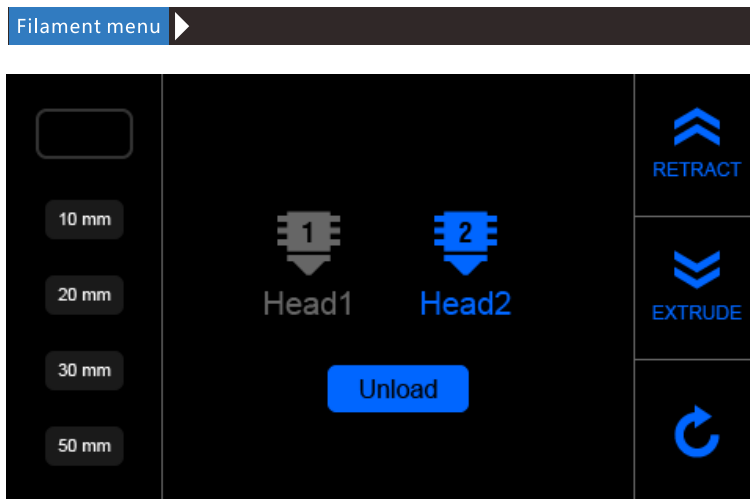 Filament menu
10 mm
20 mm
30 mm
50 mm
1
2
Head1
Head2
Unload
RETRACT
EXTRUDE